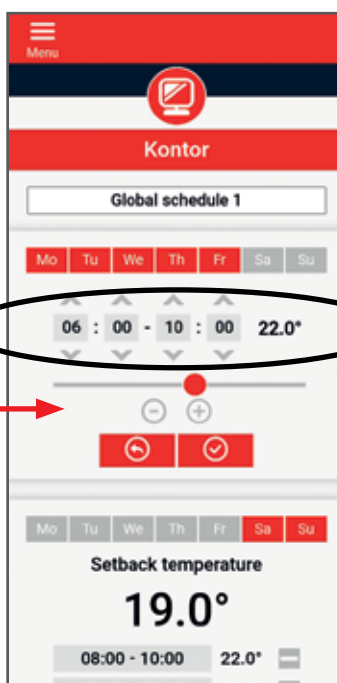 Menu
Kontor
Global schedule 1
Mo Tu We Th Fr Sa Su
06 : 00 - 10 : 00 22.0°
Mo Tu We Th Fr Sa Su
Setback temperature
19.0°
08:00 - 10:00 22.0°